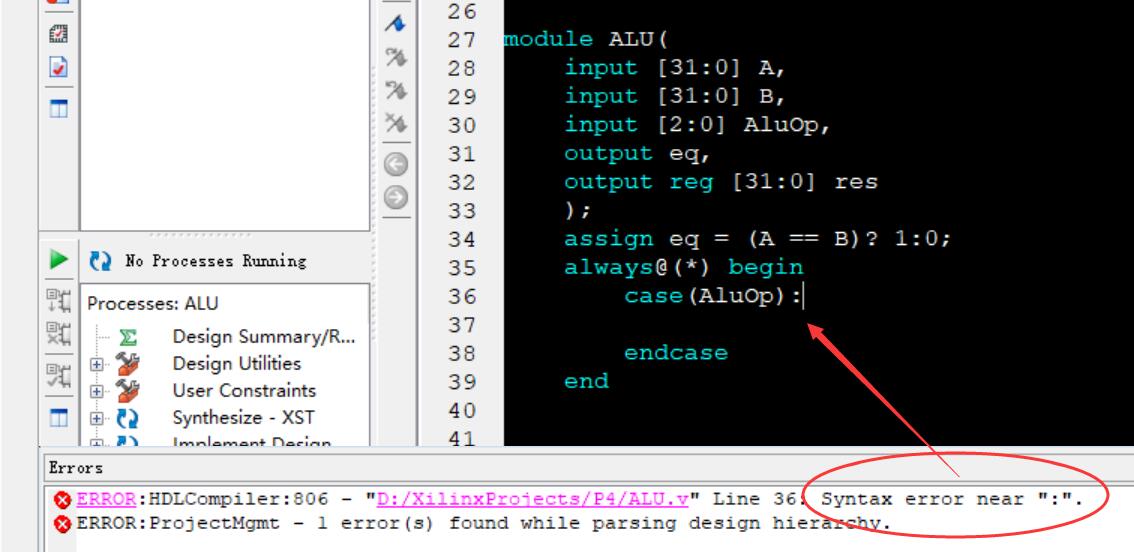 26
27 module ALU(
28 input [31:0] A,
29 input [31:0] B,
30 input [2:0] AluOp,
31 output eq,
32 output reg [31:0] res
33 );
34 assign eq = (A == B)? 1:0;
35 always@(*) begin
36 case(AluOp):
37
38 endcase
39 end
40
41
No Processes Running
Processes: ALU
Design Summary/R...
Design Utilities
User Constraints
Synthesize - XST
Implement Design
Errors
ERROR:HDLCompiler:806 - "D:/XilinxProjects/P4/ALU.v" Line 36: Syntax error near ":".
ERROR:ProjectMgmt - 1 error(s) found while parsing design hierarchy.